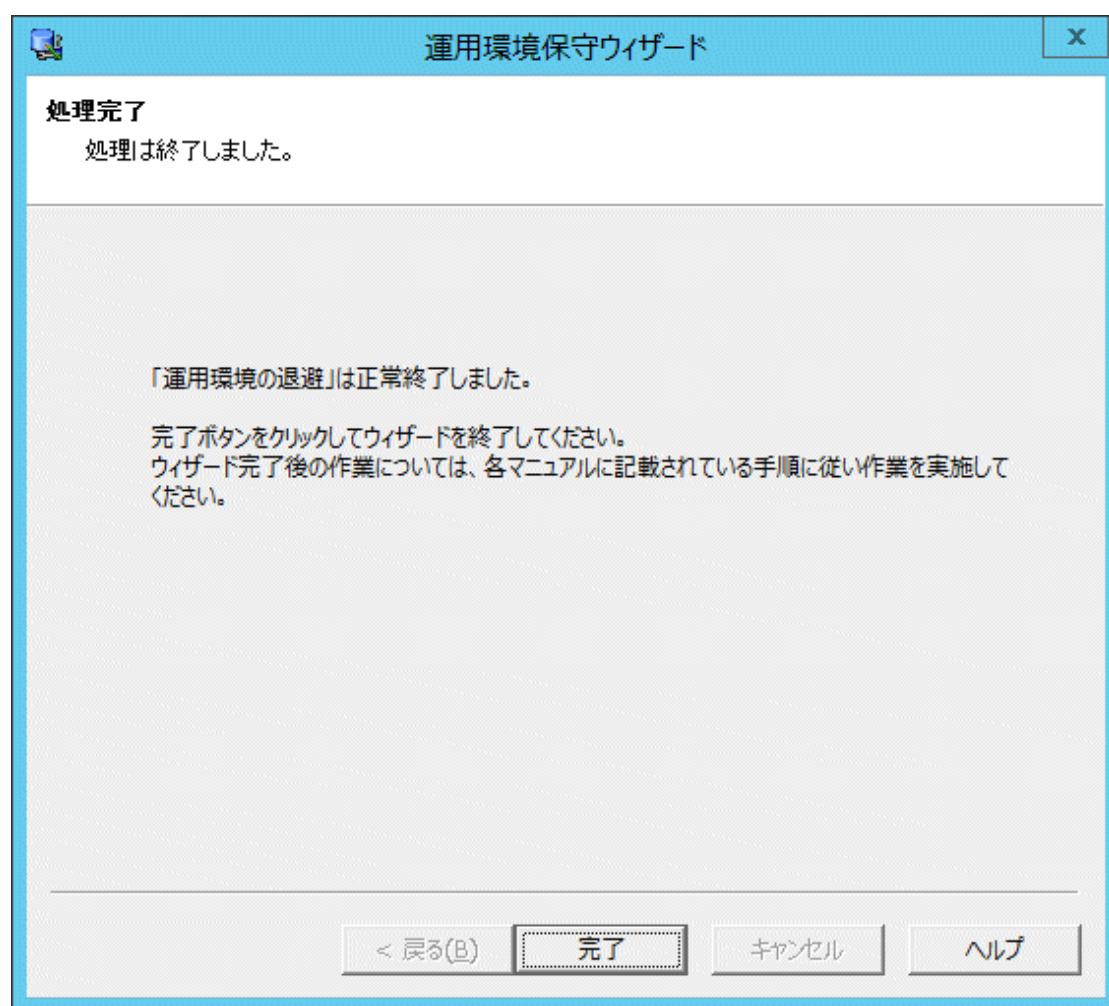 運用環境保守ウィザード
x
処理完了
処理は終了しました。
「運用環境の退避」は正常終了しました。
完了ボタンをクリックしてウィザードを終了してください。
ウィザード完了後の作業については、各マニュアルに記載されている手順に従い作業を実施して
ください。
< 戻る(B)
完了
キャンセル
ヘルプ